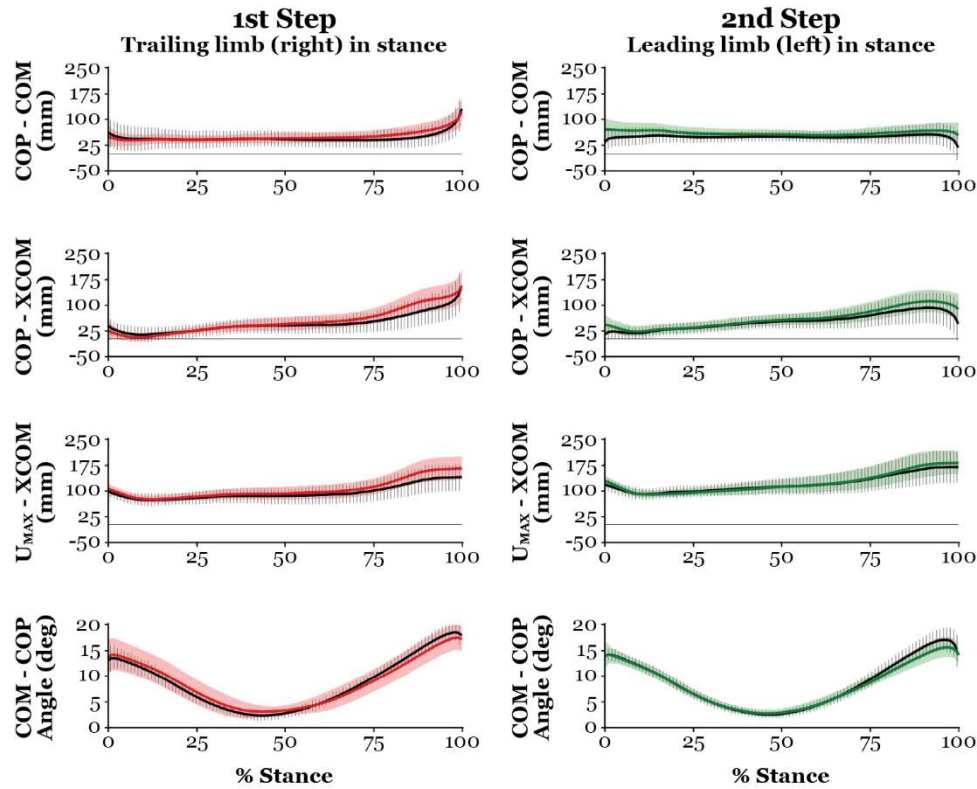 1st Step
Trailing limb (right) in stance
2nd Step
Leading limb (left) in stance
COP - COM
(mm)
250
175
100
25
-50
0 25 50 75 100
COP - COM
(mm)
250
175
100
25
-50
0 25 50 75 100
COP - XCOM
(mm)
250
175
100
25
-50
0 25 50 75 100
COP - XCOM
(mm)
250
175
100
25
-50
0 25 50 75 100
UMAX - XCOM
(mm)
250
175
100
25
-50
0 25 50 75 100
UMAX - XCOM
(mm)
250
175
100
25
-50
0 25 50 75 100
COM - COP
Angle (deg)
20
15
10
5
0
0 25 50 75 100
% Stance
COM - COP
Angle (deg)
20
15
10
5
0
0 25 50 75 100
% Stance